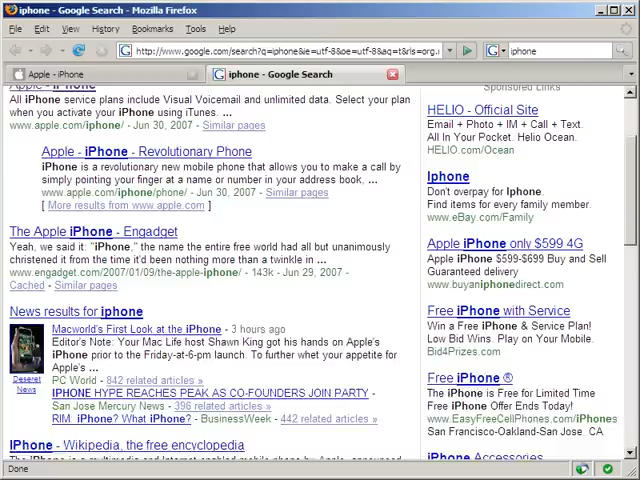 iphone - Google Search - Mozilla Firefox
File Edit View History Bookmarks Tools Help
http://www.google.com/search?q=iphone&ie=utf-8&oe=utf-8&aq=t&rls=org.
iphone
Apple - iPhone
iphone - Google Search
Apple - iPhone
All iPhone service plans include Visual Voicemail and unlimited data. Select your plan
when you activate your iPhone using iTunes. ...
www.apple.com/iphone/ - Jun 30, 2007 - Similar pages
Apple - iPhone - Revolutionary Phone
iPhone is a revolutionary new mobile phone that allows you to make a call by
simply pointing your finger at a name or number in your address book, ...
www.apple.com/iphone/phone/ - Jun 30, 2007 - Similar pages
[ More results from www.apple.com ]
The Apple iPhone - Engadget
Yeah, we said it: "iPhone," the name the entire free world had all but unanimously
christened it from the time it'd been nothing more than a twinkle in ...
www.engadget.com/2007/01/09/the-apple-iphone/ - 143k - Jun 29, 2007 -
Cached - Similar pages
News results for iphone
Deseret
News
Macworld's First Look at the iPhone - 3 hours ago
Editor's Note: Your Mac Life host Shawn King got his hands on Apple's
iPhone prior to the Friday-at-6-pm launch. To further whet your appetite for
Apple's ...
PC World - 842 related articles »
IPHONE HYPE REACHES PEAK AS CO-FOUNDERS JOIN PARTY -
San Jose Mercury News - 396 related articles »
RIM: iPhone? What iPhone? - BusinessWeek - 442 related articles »
IPhone - Wikipedia, the free encyclopedia
The iPhone is a multimedia and Internet enabled mobile phone by Apple, announced
Sponsored Links
HELIO - Official Site
Email + Photo + IM + Call + Text.
All In Your Pocket. Helio Ocean.
HELIO.com/Ocean
Iphone
Don't overpay for Iphone.
Find items for every family member.
www.eBay.com/Family
Apple iPhone only $599 4G
Apple iPhone $599-$699 Buy and Sell
Guaranteed delivery
www.buyaniphonedirect.com
Free iPhone with Service
Win a Free iPhone & Service Plan!
Low Bid Wins. Play on Your Mobile.
Bid4Prizes.com
Free iPhone ®
iPhone is Free for Limited Time
Free iPhone Offer Ends Today!
www.EasyFreeCellPhones.com/iPhones
San Francisco-Oakland-San Jose, CA
iPhone Accessories
Done